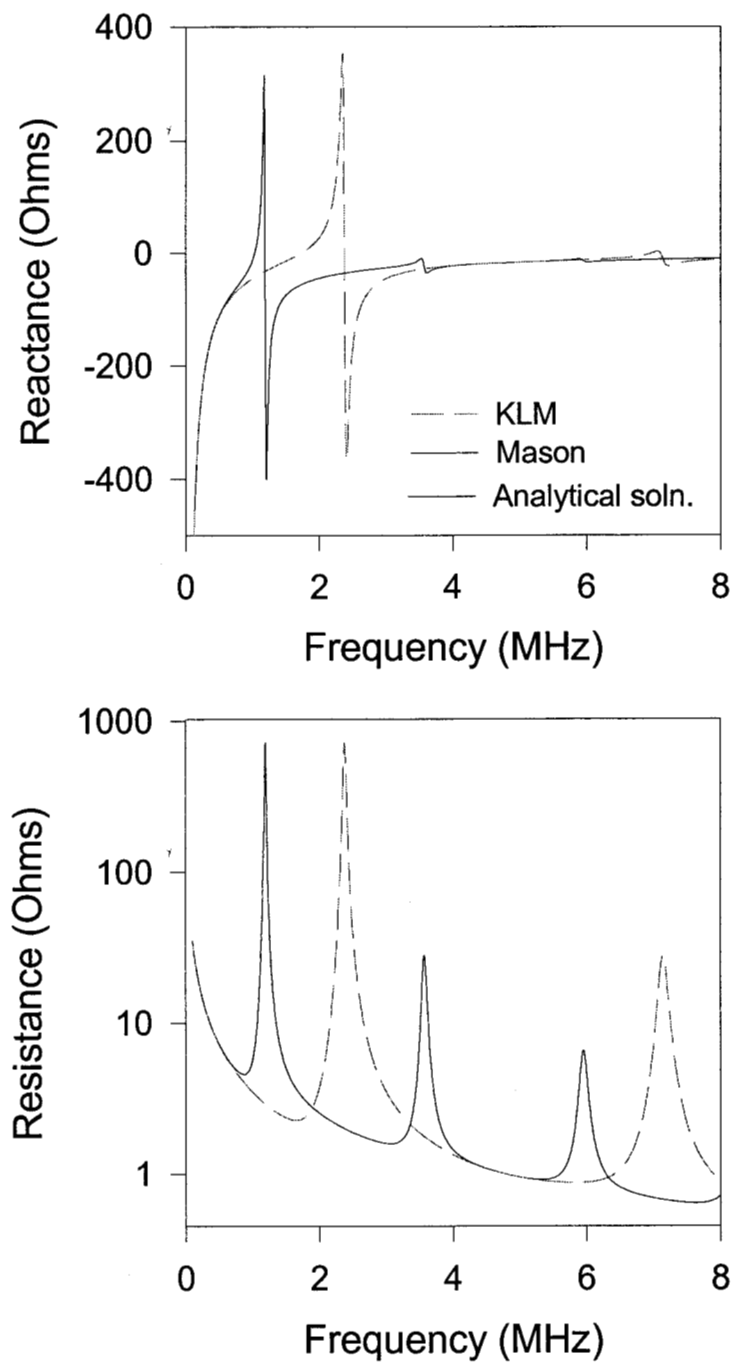 400
200
0
-200
-400
Reactance (Ohms)
KLM
Mason
Analytical soln.
0 2 4 6 8
Frequency (MHz)
1000
100
10
1
Resistance (Ohms)
0 2 4 6 8
Frequency (MHz)